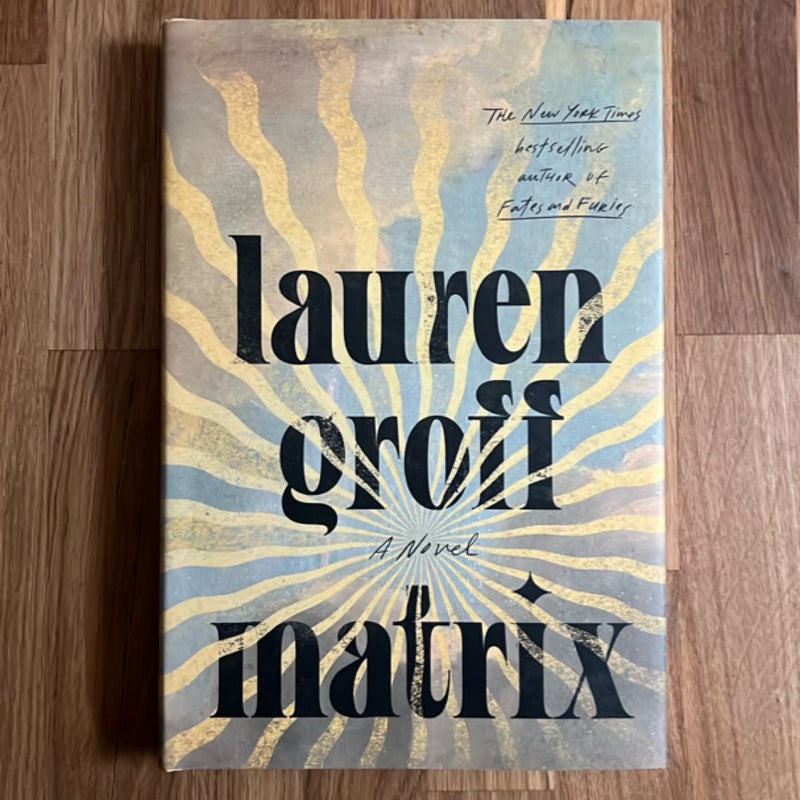 The New York Times
bestselling
author of
Fates and Furies
lauren
groff
A Novel
matrix